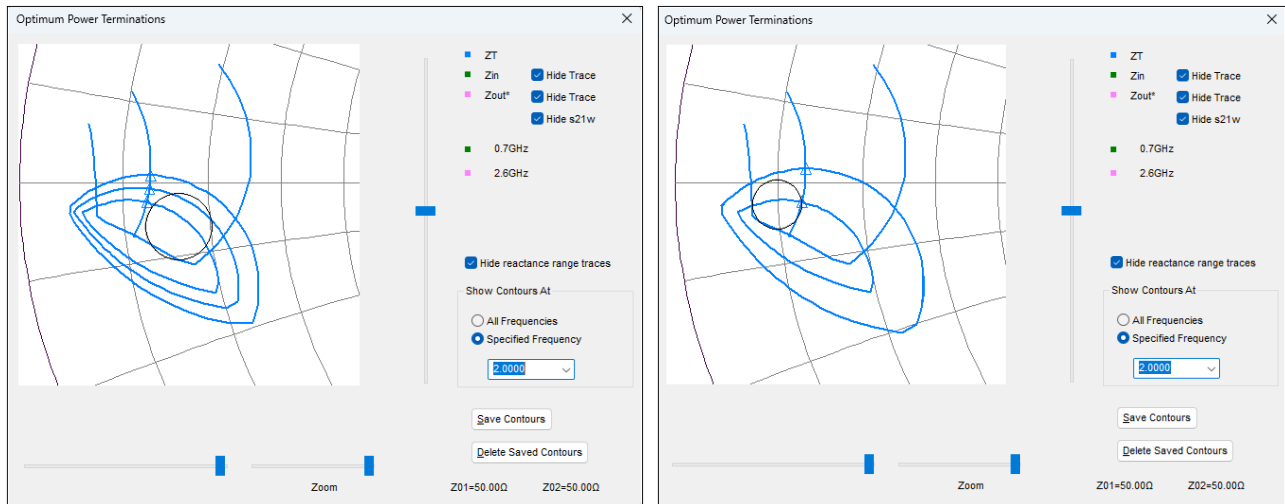 Optimum Power Terminations
ZT
Zin
Hide Trace
Zout*
Hide Trace
Hide s21w
0.7GHz
2.6GHz
Hide reactance range traces
Show Contours At
All Frequencies
Specified Frequency
2.0000
Save Contours
Delete Saved Contours
Zoom
Z01=50.00Ω
Z02=50.00Ω
Optimum Power Terminations
ZT
Zin
Hide Trace
Zout*
Hide Trace
Hide s21w
0.7GHz
2.6GHz
Hide reactance range traces
Show Contours At
All Frequencies
Specified Frequency
2.0000
Save Contours
Delete Saved Contours
Zoom
Z01=50.00Ω
Z02=50.00Ω